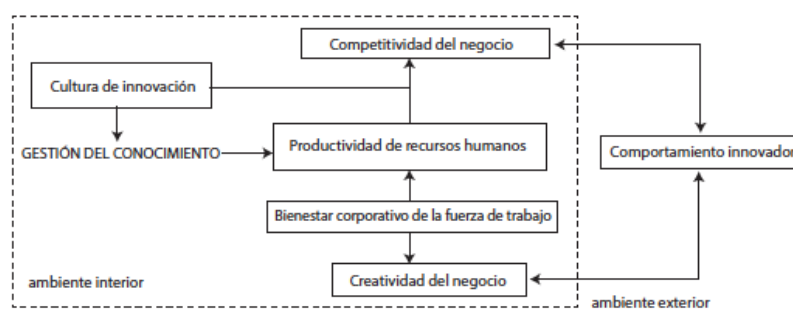 Competitividad del negocio
Cultura de innovación
GESTIÓN DEL CONOCIMIENTO
Productividad de recursos humanos
Comportamiento innovador
Bienestar corporativo de la fuerza de trabajo
Creatividad del negocio
ambiente interior
ambiente exterior